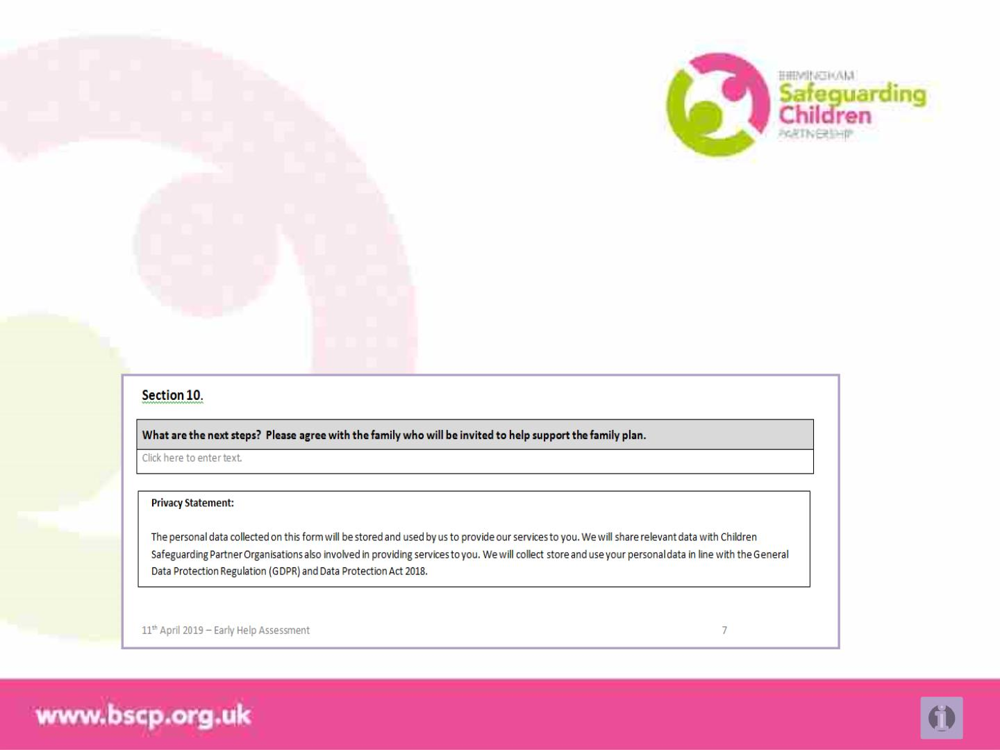 BIRMINGHAM
Safeguarding
Children
PARTNERSHIP
Section 10.
What are the next steps?  Please agree with the family who will be invited to help support the family plan.
Click here to enter text.
Privacy Statement:
The personal data collected on this form will be stored and used by us to provide our services to you. We will share relevant data with Children
Safeguarding Partner Organisations also involved in providing services to you. We will collect store and use your personal data in line with the General
Data Protection Regulation (GDPR) and Data Protection Act 2018.
11th April 2019 – Early Help Assessment 7
www.bscp.org.uk